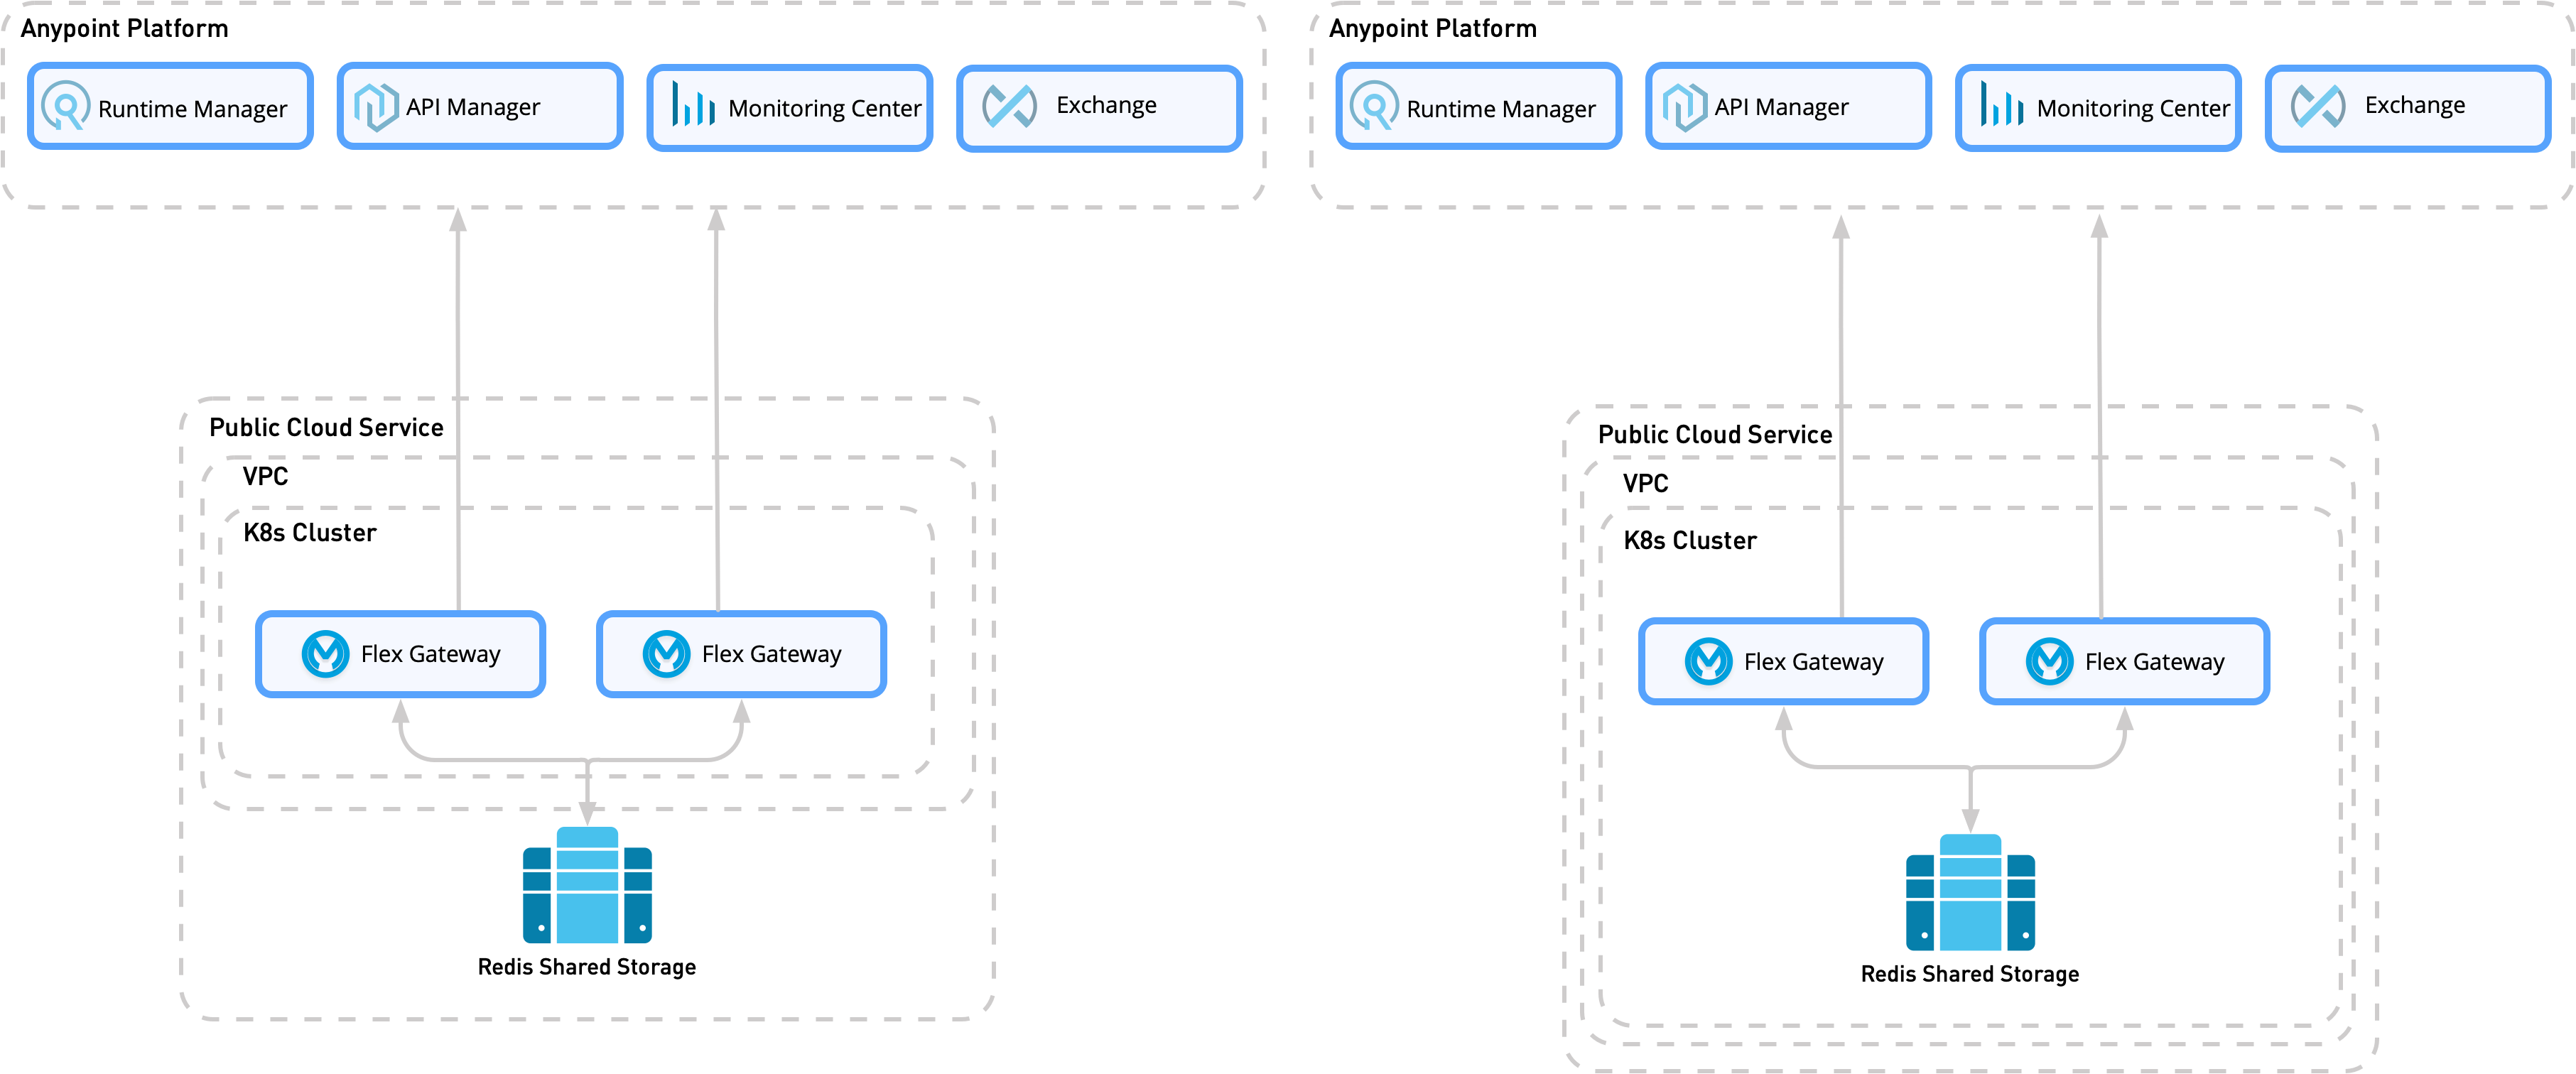 Anypoint Platform
Runtime Manager
API Manager
Monitoring Center
Exchange
Public Cloud Service
VPC
K8s Cluster
Flex Gateway
Flex Gateway
Redis Shared Storage
Anypoint Platform
Runtime Manager
API Manager
Monitoring Center
Exchange
Public Cloud Service
VPC
K8s Cluster
Flex Gateway
Flex Gateway
Redis Shared Storage